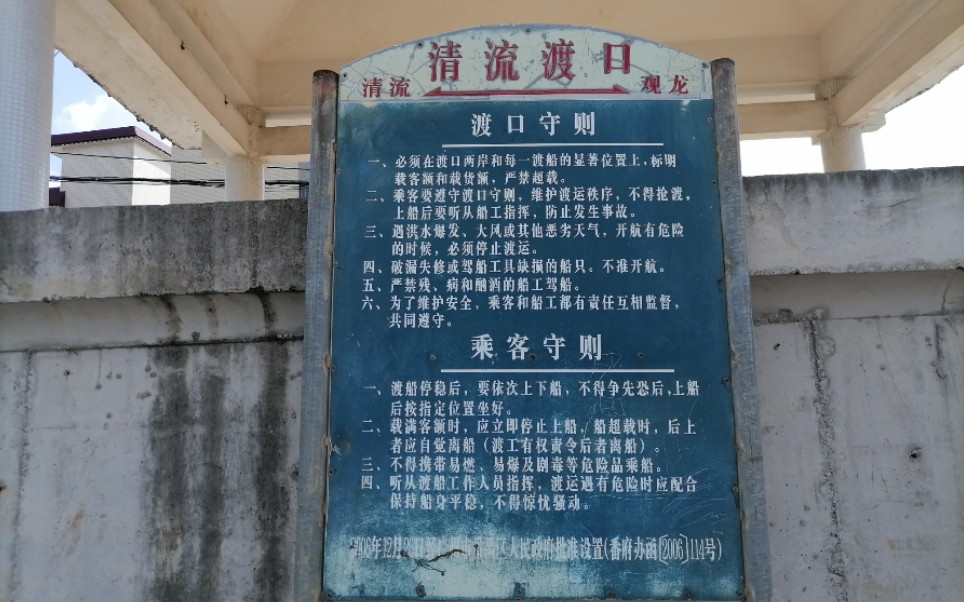 清流渡口
清流 观龙
渡口守则
一、必须在渡口两岸和每一渡船的显著位置上,标明
载客额和载货额,严禁超载。
二、乘客要遵守渡口守则,维护渡运秩序,不得抢渡,
上船后要听从船工指挥,防止发生事故。
三、遇洪水爆发、大风或其他恶劣天气,开航有危险
的时候,必须停止渡运。
四、破漏失修或驾船工具缺损的船只。不准开航。
五、严禁残、病和酗酒的船工驾船。
六、为了维护安全,乘客和船工都有责任互相监督,
共同遵守。
乘客守则
一、渡船停稳后,要依次上下船,不得争先恐后,上船
后按指定位置坐好。
二、载满客额时,应立即停止上船,船超载时,后上
者应自觉离船(渡工有权责令后者离船)。
三、不得携带易燃、易爆及剧毒等危险品乘船。
四、听从渡船工作人员指挥,渡运遇有危险时应配合
保持船身平稳,不得惊忧骚动。
2006年12月 区人民政府批准设置(番府办函[2006]114号)